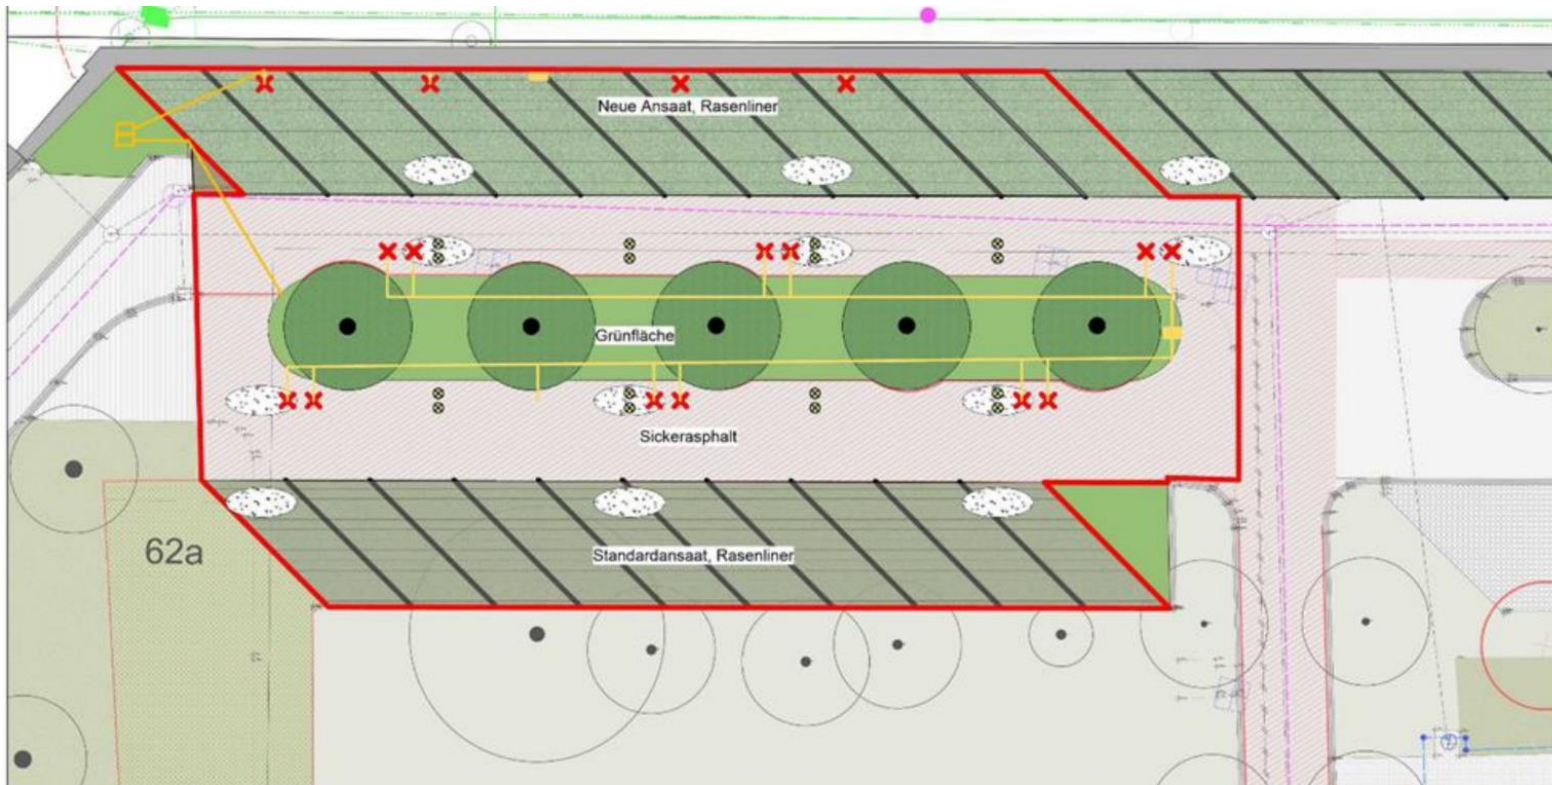 Neue Ansaat, Rasenliner
Grünfläche
Sickerasphalt
Standardansaat, Rasenliner
62a